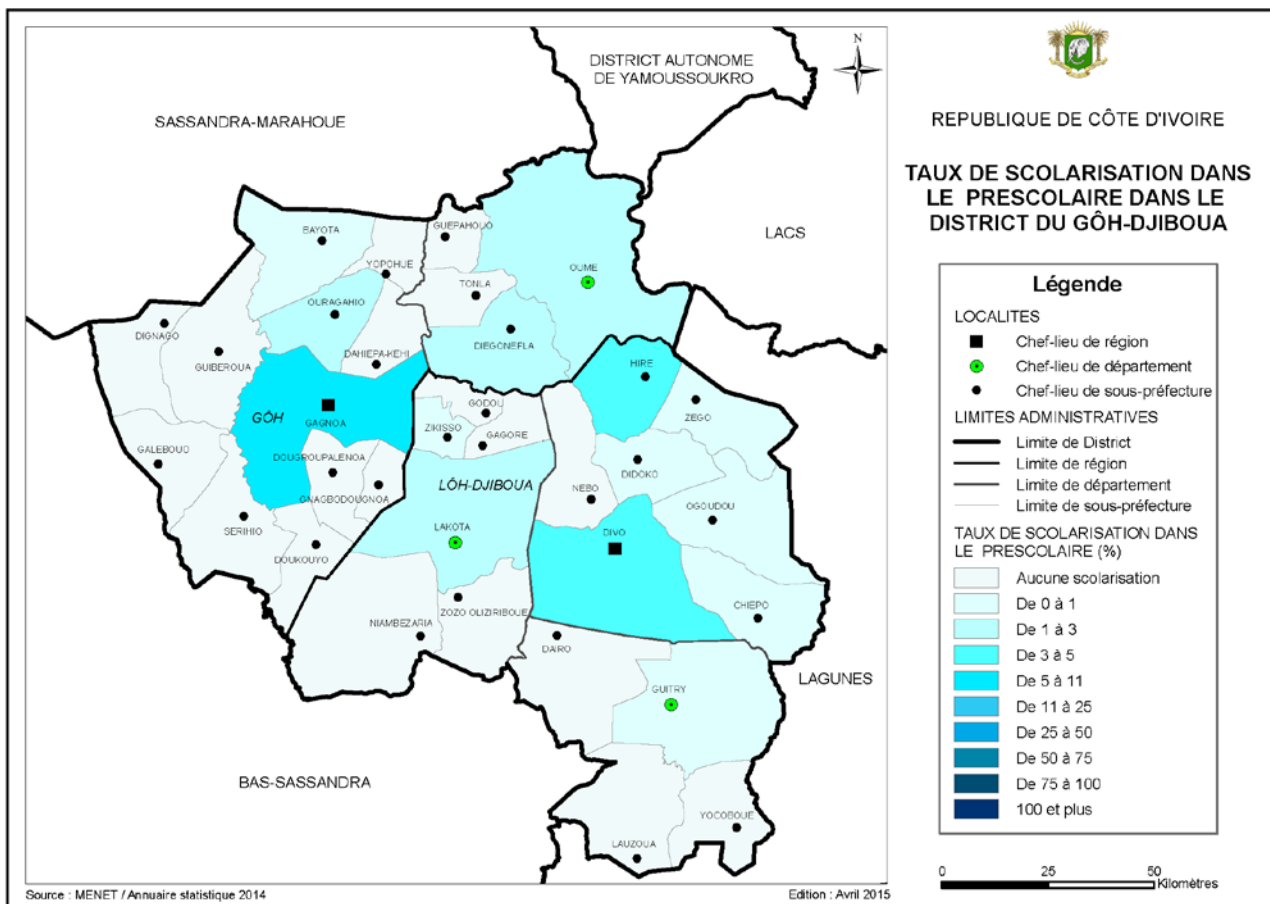 DISTRICT AUTONOME
DE YAMOUSSOUKRO
N
SASSANDRA-MARAHOUE
LACS
GUEPAHOUO
BAYOTA
YOPOHUE
OUME
TONLA
OURAGAHIO
DIGNAGO
DIEGONEFLA
GUIBEROUA
DAHIEPA-KEHI
HIRE
GÔH
GODOU
ZEGO
GAGNOA
ZIKISSO
GAGORE
GALEBOUO
DOUGROUPALENOA
DIDOKO
LÔH-DJIBOUA
NEBO
GNAGBODOUGNOA
OGOUDOU
LAKOTA
DIVO
SERIHIO
DOUKOUYO
ZOZO OLIZIRIBOUE
CHIEPO
NIAMBEZARIA
DAIRO
LAGUNES
GUITRY
BAS-SASSANDRA
YOCOBOUE
LAUZOUA
Source : MENET / Annuaire statistique 2014
Edition : Avril 2015
REPUBLIQUE DE CÔTE D'IVOIRE
TAUX DE SCOLARISATION DANS
LE PRESCOLAIRE DANS LE
DISTRICT DU GÔH-DJIBOUA
Légende
LOCALITES
Chef-lieu de région
Chef-lieu de département
Chef-lieu de sous-préfecture
LIMITES ADMINISTRATIVES
Limite de District
Limite de région
Limite de département
Limite de sous-préfecture
TAUX DE SCOLARISATION DANS
LE PRESCOLAIRE (%)
Aucune scolarisation
De 0 à 1
De 1 à 3
De 3 à 5
De 5 à 11
De 11 à 25
De 25 à 50
De 50 à 75
De 75 à 100
100 et plus
0 25 50
Kilomètres